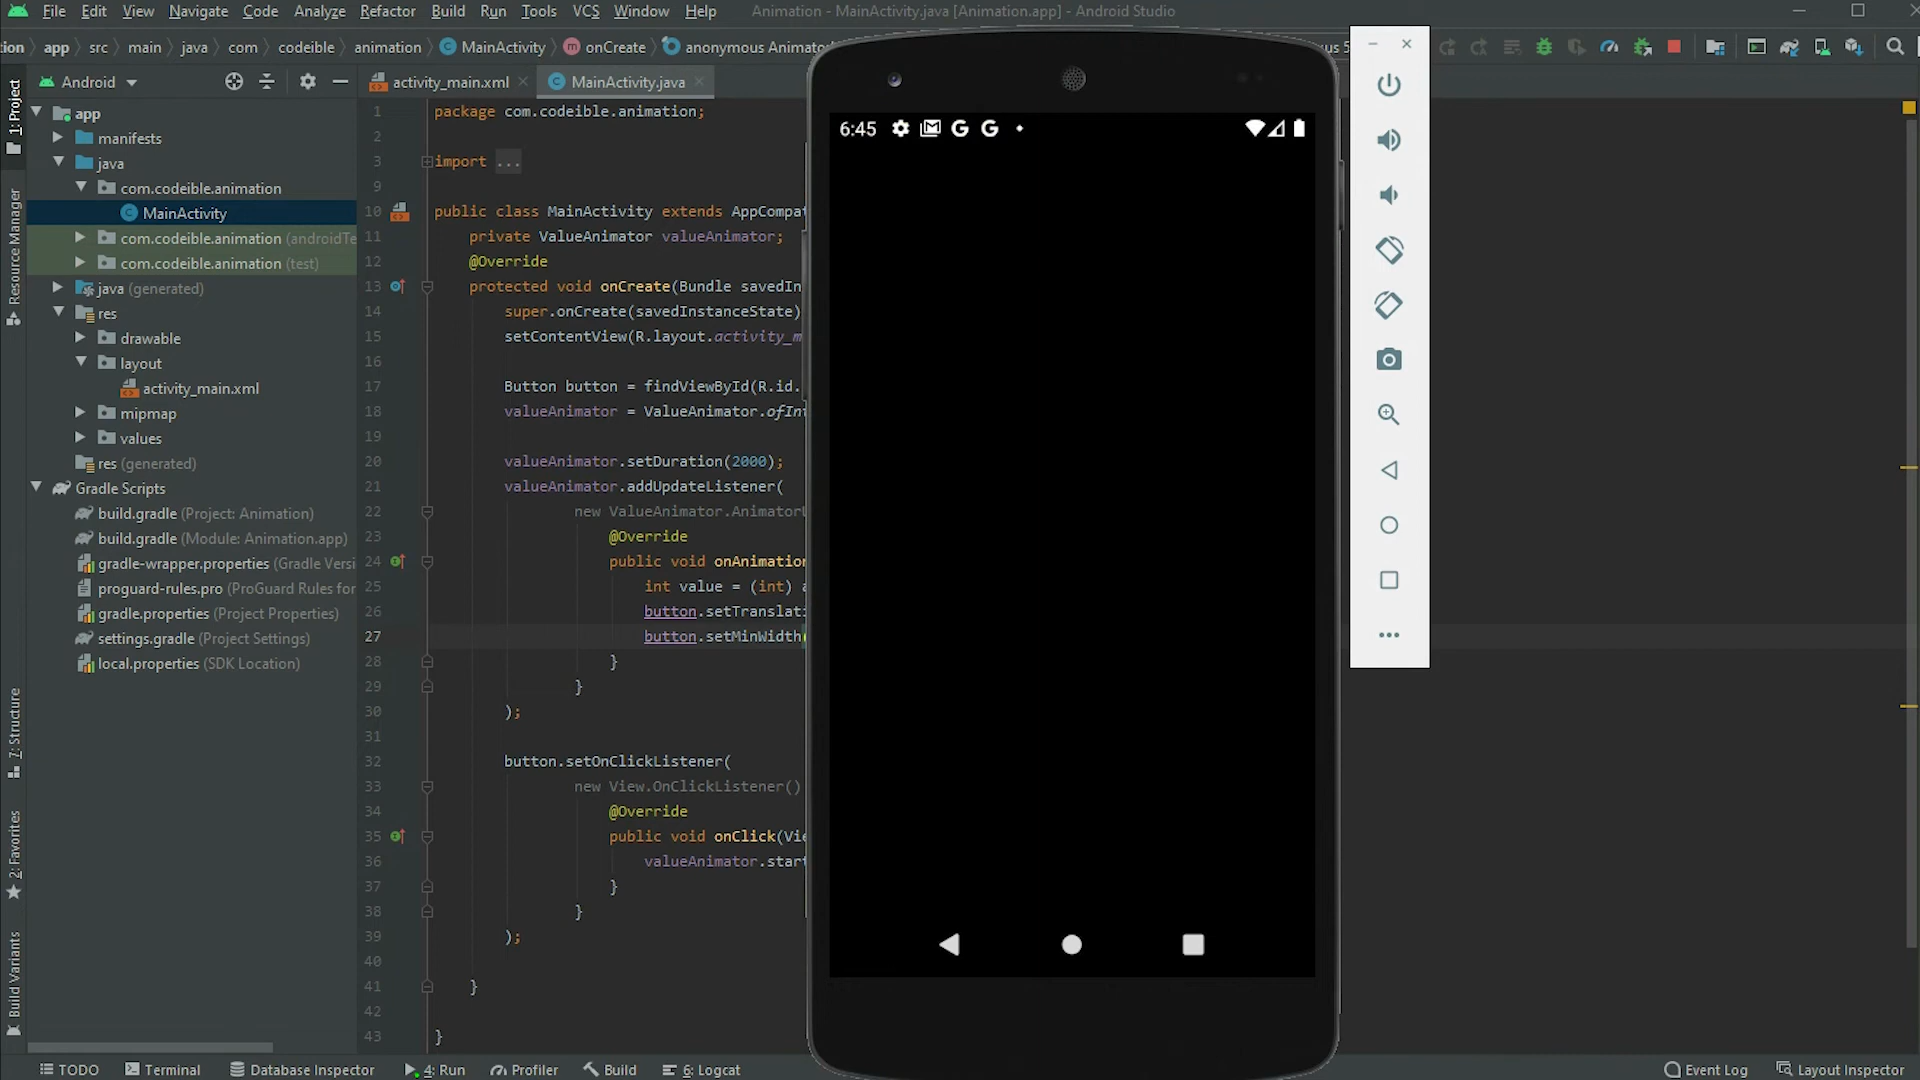 File Edit View Navigate Code Analyze Refactor Build Run Tools VCS Window Help Animation - MainActivity.java [Animation.app] - Android Studio
app src main java com codeible animation MainActivity onCreate
Android
activity_main.xml
MainActivity.java
1: Project
Resource Manager
7: Structure
2: Favorites
Build Variants
app
manifests
java
com.codeible.animation
MainActivity
com.codeible.animation (androidTe
com.codeible.animation (test)
java (generated)
res
drawable
layout
activity_main.xml
mipmap
values
res (generated)
Gradle Scripts
build.gradle (Project: Animation)
build.gradle (Module: Animation.app)
gradle-wrapper.properties (Gradle Versi
proguard-rules.pro (ProGuard Rules for
gradle.properties (Project Properties)
settings.gradle (Project Settings)
local.properties (SDK Location)
1 package com.codeible.animation;
2
3 import ...
9
10 public class MainActivity extends AppCompat
11 private ValueAnimator valueAnimator;
12 @Override
13 protected void onCreate(Bundle savedIn
14 super.onCreate(savedInstanceState)
15 setContentView(R.layout.activity_m
16
17 Button button = findViewById(R.id.
18 valueAnimator = ValueAnimator.ofInt
19
20 valueAnimator.setDuration(2000);
21 valueAnimator.addUpdateListener(
22 new ValueAnimator.AnimatorU
23 @Override
24 public void onAnimation
25 int value = (int) a
26 button.setTranslati
27 button.setMinWidth(
28 }
29 }
30 );
31
32 button.setOnClickListener(
33 new View.OnClickListener()
34 @Override
35 public void onClick(Vie
36 valueAnimator.start
37 }
38 }
39 );
40
41 }
42
43 }
6:45
TODO Terminal Database Inspector 4: Run Profiler Build 6: Logcat Event Log Layout Inspector